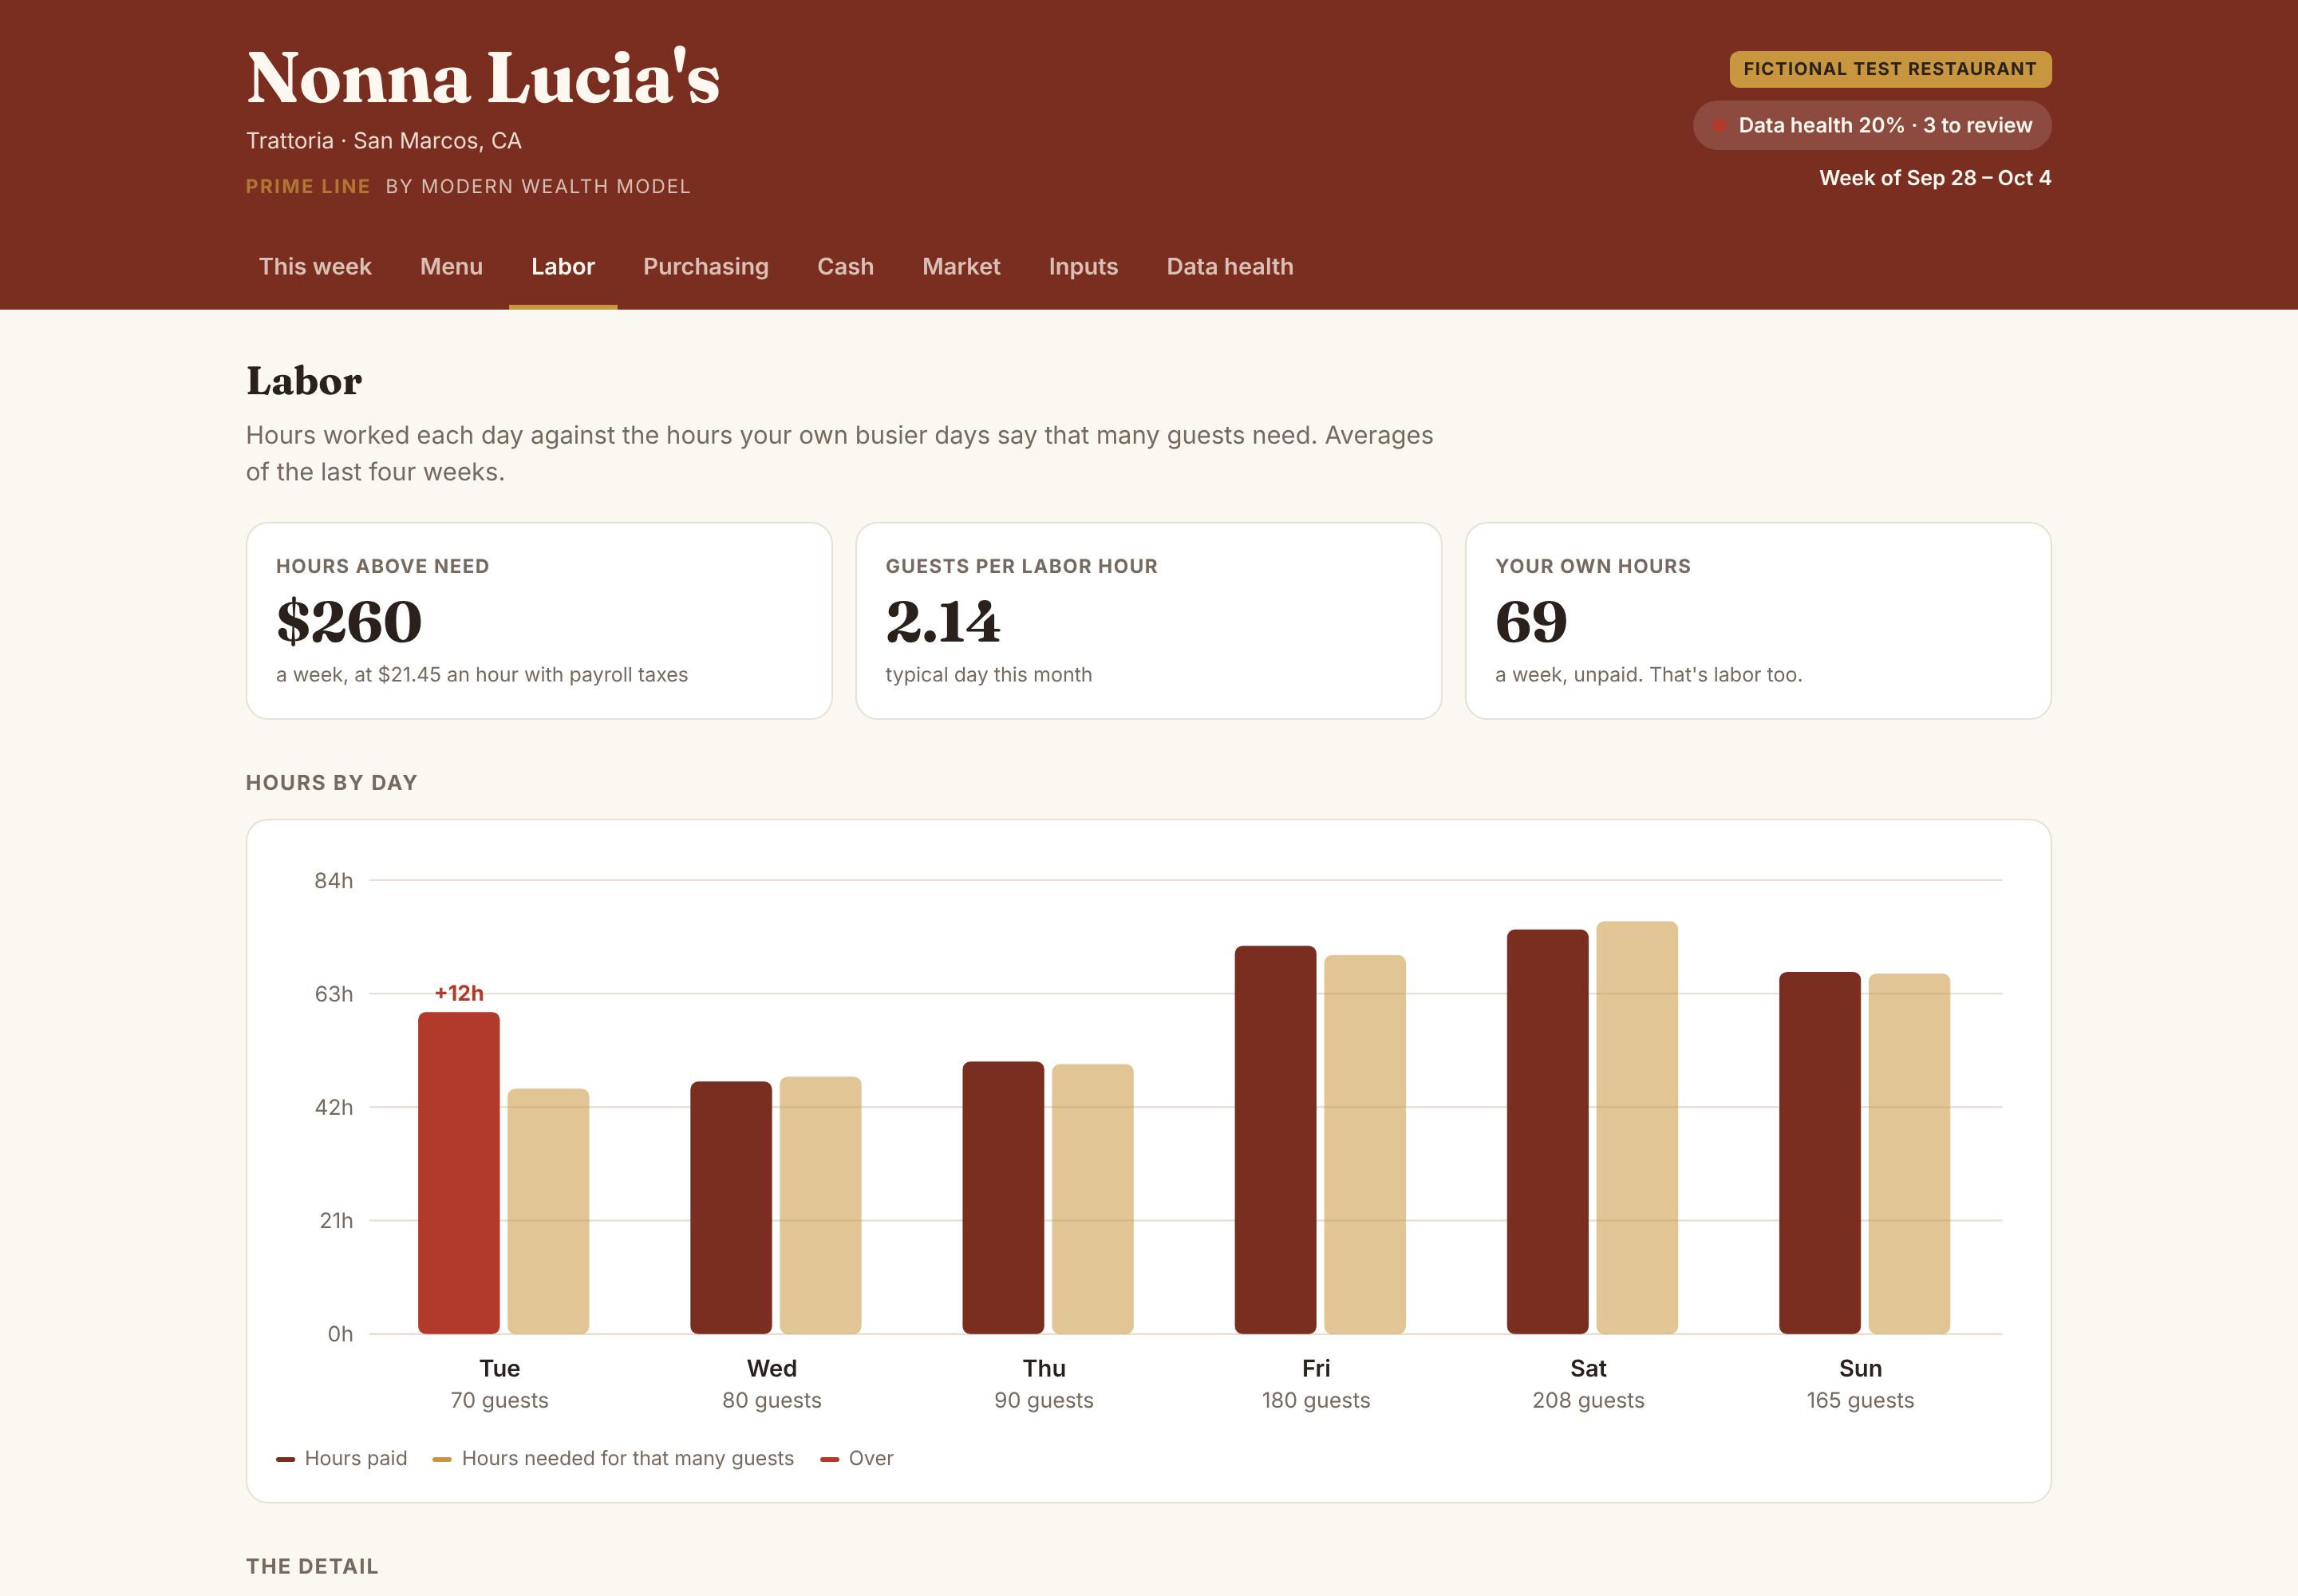 Nonna Lucia's
Trattoria · San Marcos, CA
PRIME LINE BY MODERN WEALTH MODEL
FICTIONAL TEST RESTAURANT
Data health 20% · 3 to review
Week of Sep 28 – Oct 4
This week Menu Labor Purchasing Cash Market Inputs Data health
Labor
Hours worked each day against the hours your own busier days say that many guests need. Averages
of the last four weeks.
HOURS ABOVE NEED
$260
a week, at $21.45 an hour with payroll taxes
GUESTS PER LABOR HOUR
2.14
typical day this month
YOUR OWN HOURS
69
a week, unpaid. That's labor too.
HOURS BY DAY
84h
63h
42h
21h
0h
+12h
Tue Wed Thu Fri Sat Sun
70 guests 80 guests 90 guests 180 guests 208 guests 165 guests
Hours paid Hours needed for that many guests Over
THE DETAIL